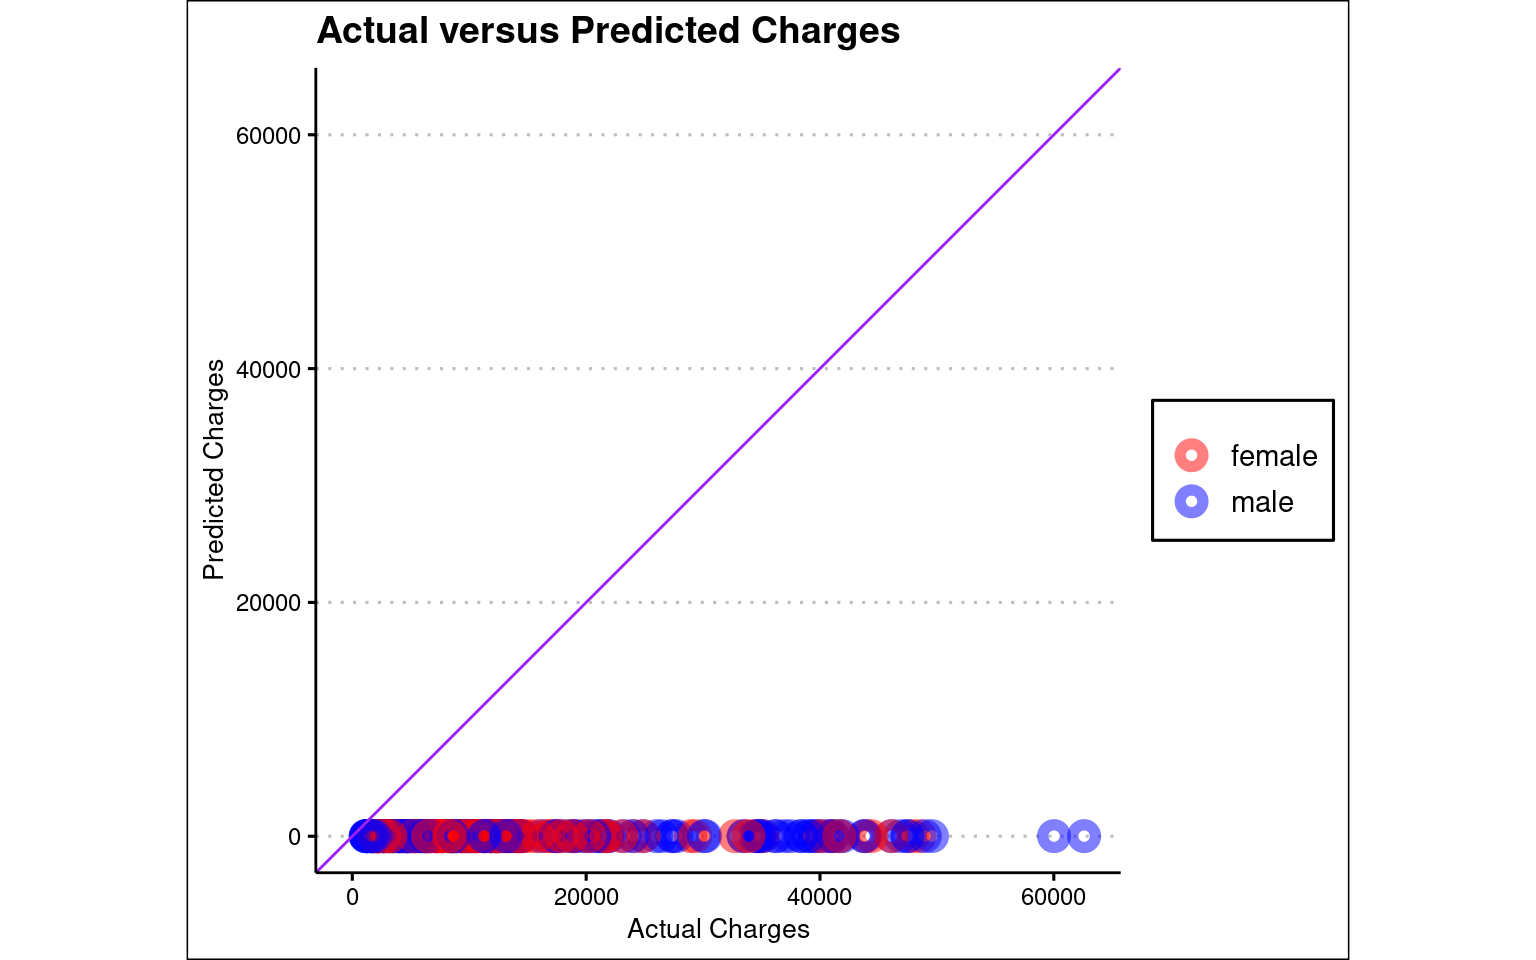 Actual versus Predicted Charges
Predicted Charges
60000
40000
20000
0
0 20000 40000 60000
Actual Charges
female
male